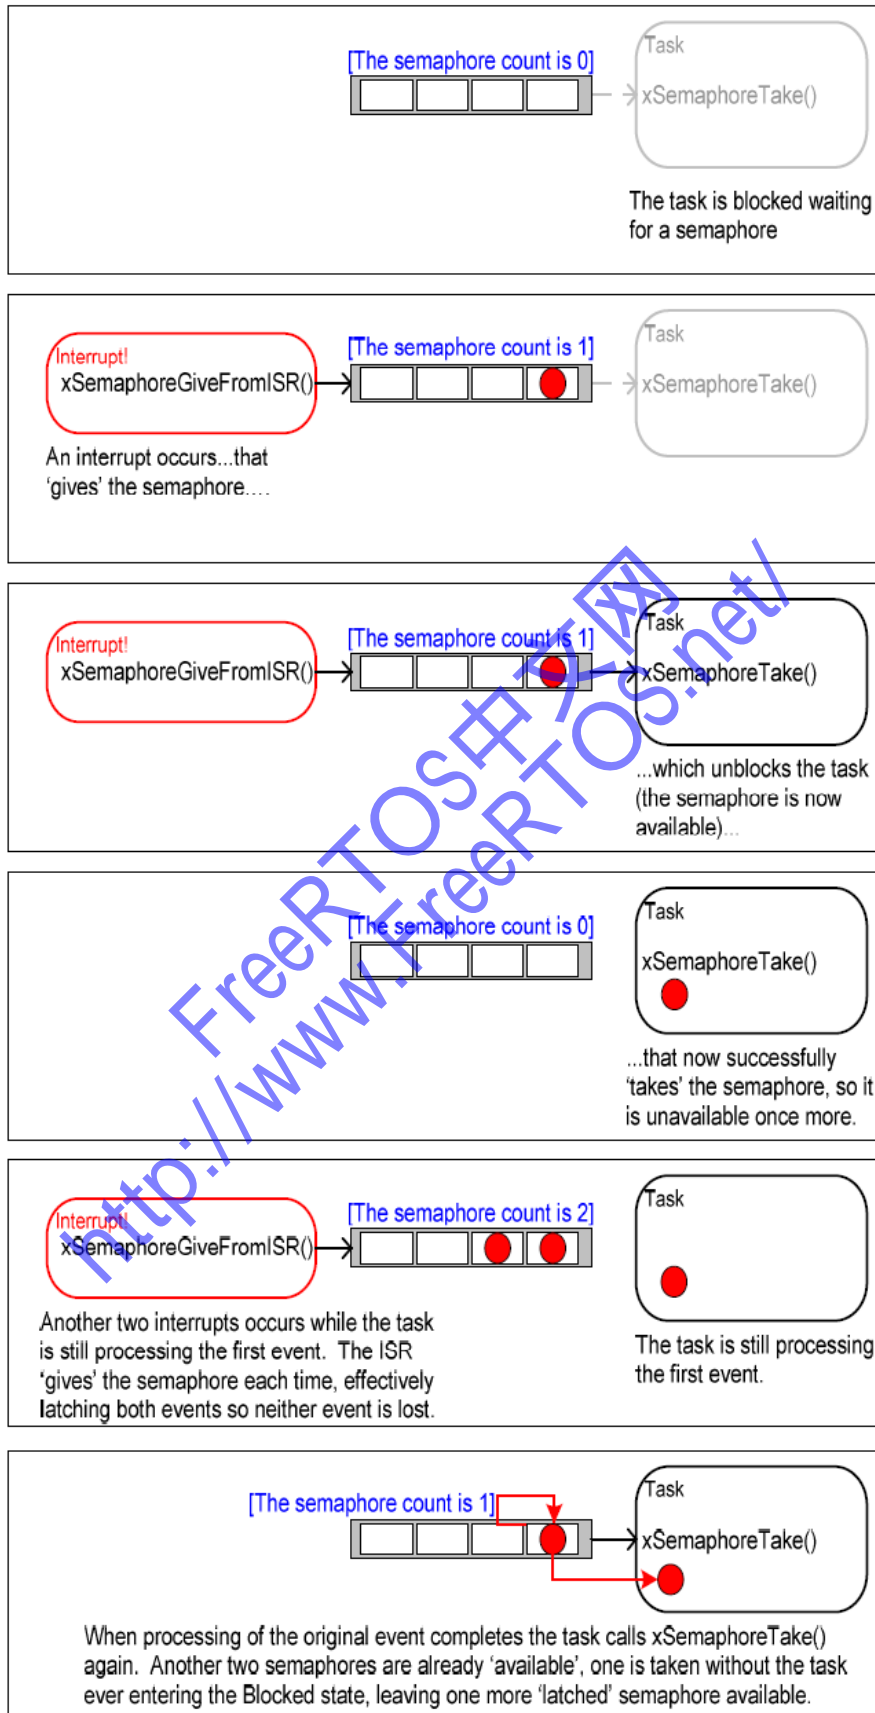 [The semaphore count is 0]
Task
xSemaphoreTake()
The task is blocked waiting
for a semaphore
Interrupt!
xSemaphoreGiveFromISR()
[The semaphore count is 1]
Task
xSemaphoreTake()
An interrupt occurs...that
'gives' the semaphore....
Interrupt!
xSemaphoreGiveFromISR()
[The semaphore count is 1]
Task
xSemaphoreTake()
...which unblocks the task
(the semaphore is now
available)...
[The semaphore count is 0]
Task
xSemaphoreTake()
...that now successfully
'takes' the semaphore, so it
is unavailable once more.
Interrupt!
xSemaphoreGiveFromISR()
[The semaphore count is 2]
Task
Another two interrupts occurs while the task
is still processing the first event. The ISR
'gives' the semaphore each time, effectively
latching both events so neither event is lost.
The task is still processing
the first event.
[The semaphore count is 1]
Task
xSemaphoreTake()
When processing of the original event completes the task calls xSemaphoreTake()
again. Another two semaphores are already 'available', one is taken without the task
ever entering the Blocked state, leaving one more 'latched' semaphore available.
FreeRTOS中文网
http://www.FreeRTOS.net/